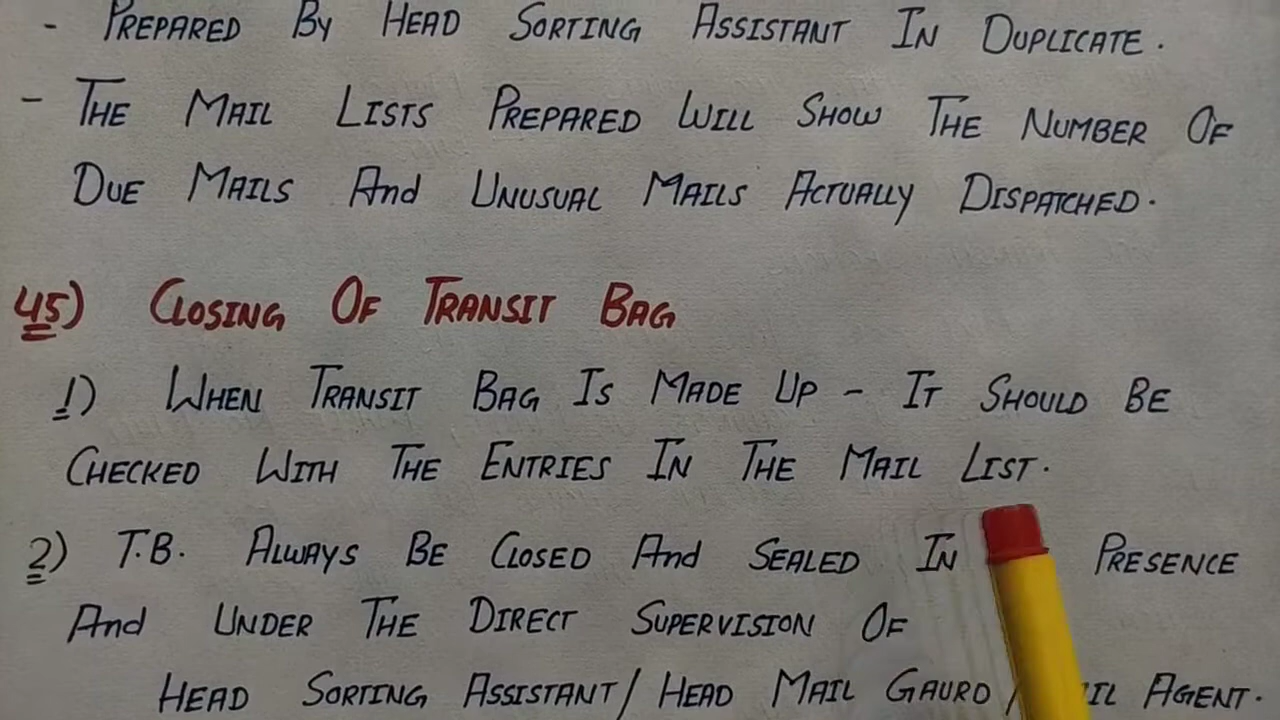 - PREPARED BY HEAD SORTING ASSISTANT IN DUPLICATE.
- THE MAIL LISTS PREPARED WILL SHOW THE NUMBER OF
DUE MAILS And UNUSUAL MAILS ACTUALLY DISPATCHED.
45) CLOSING OF TRANSIT BAG
1) WHEN TRANSIT BAG IS MADE UP - IT SHOULD BE
CHECKED WITH THE ENTRIES IN THE MAIL LIST.
2) T.B. ALWAYS BE CLOSED And SEALED IN PRESENCE
And UNDER THE DIRECT SUPERVISION OF
HEAD SORTING ASSISTANT/ HEAD MAIL GAURD / AGENT.